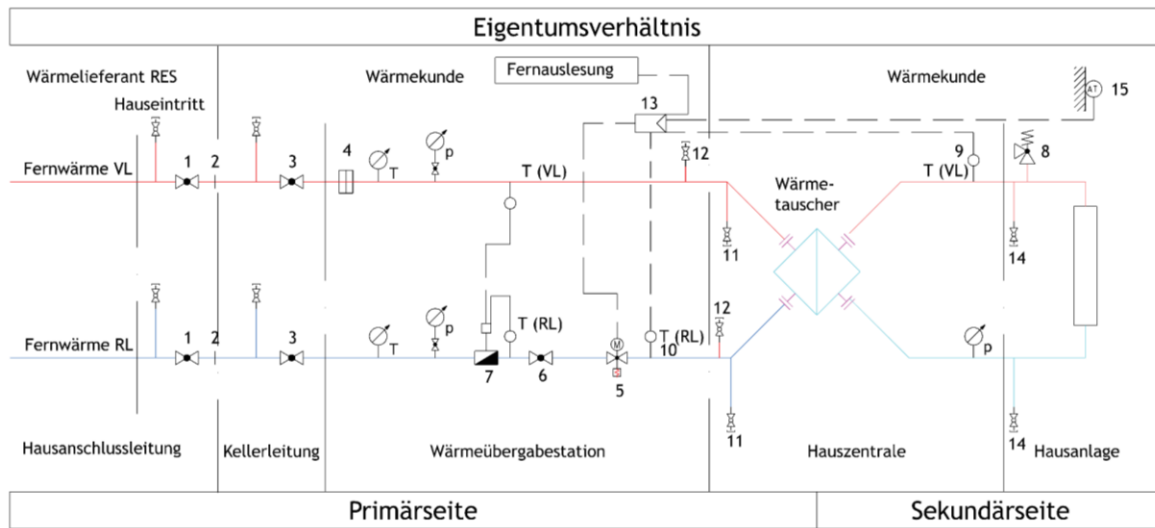 Eigentumsverhältnis
Wärmelieferant RES
Wärmekunde
Fernauslesung
Wärmekunde
15
AT
Hauseintritt
13
4
p
12
9
8
1
2
3
T
Fernwärme VL
T (VL)
T (VL)
Wärme-
tauscher
11
14
12
1
2
3
p
T (RL)
T (RL)
Fernwärme RL
T
M
10
p
7
6
5
11
14
Hausanschlussleitung
Kellerleitung
Wärmeübergabestation
Hauszentrale
Hausanlage
Primärseite
Sekundärseite